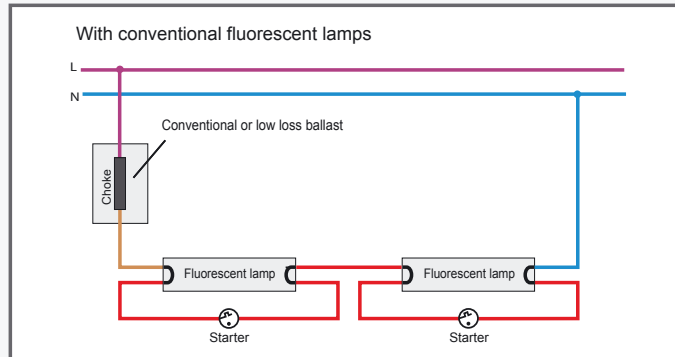 With conventional fluorescent lamps
L
N
Conventional or low loss ballast
Choke
Fluorescent lamp
Fluorescent lamp
Starter
Starter